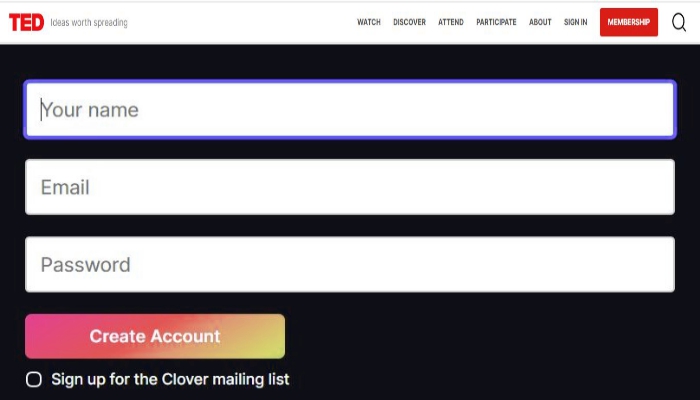 TED Ideas worth spreading WATCH DISCOVER ATTEND PARTICIPATE ABOUT SIGN IN MEMBERSHIP
Your name
Email
Password
Create Account
Sign up for the Clover mailing list